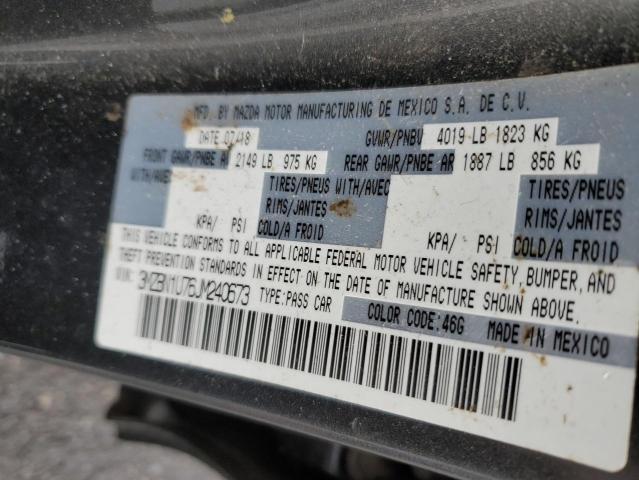 MFD. BY MAZDA MOTOR MANUFACTURING DE MEXICO S.A. DE C.V.
DATE 07/18 GVWR/PNBV 4019 LB 1823 KG
FRONT GAWR/PNBE AV 2149 LB 975 KG REAR GAWR/PNBE AR 1887 LB 856 KG
WITH/AVEC TIRES/PNEUS WITH/AVEC TIRES/PNEUS
RIMS/JANTES RIMS/JANTES
KPA/ PSI COLD/A FROID KPA/ PSI COLD/A FROID
THIS VEHICLE CONFORMS TO ALL APPLICABLE FEDERAL MOTOR VEHICLE SAFETY, BUMPER, AND
THEFT PREVENTION STANDARDS IN EFFECT ON THE DATE OF MANUFACTURE SHOWN ABOVE.
VIN: 3MZBN1U76JM240673 TYPE:PASS CAR
COLOR CODE:46G MADE IN MEXICO